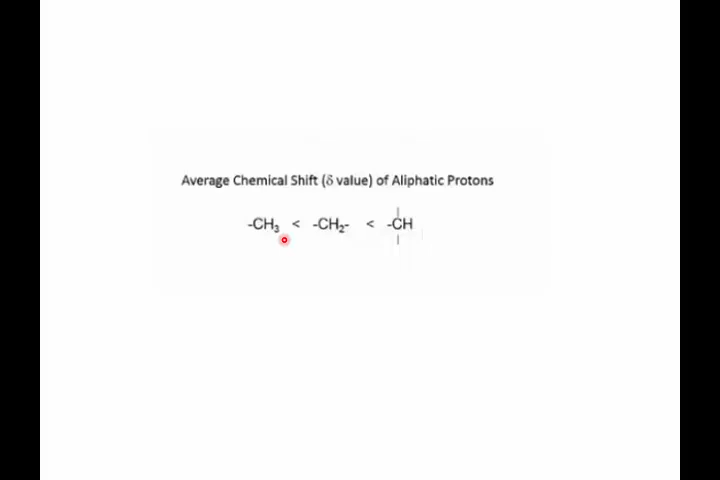 Average Chemical Shift (δ value) of Aliphatic Protons
-CH₃ < -CH₂- < -CH